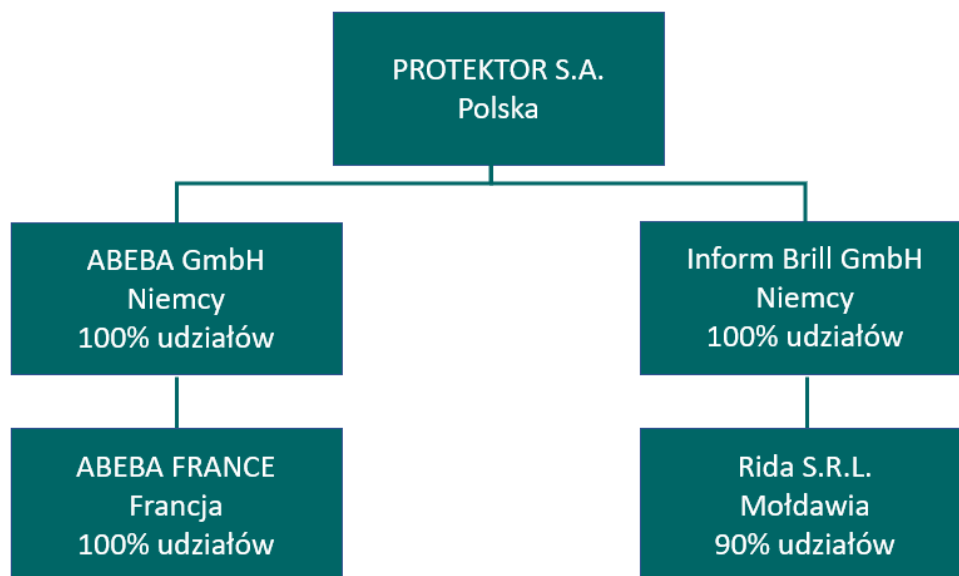 PROTEKTOR S.A.
Polska
ABEBA GmbH
Niemcy
100% udziałów
Inform Brill GmbH
Niemcy
100% udziałów
ABEBA FRANCE
Francja
100% udziałów
Rida S.R.L.
Mołdawia
90% udziałów